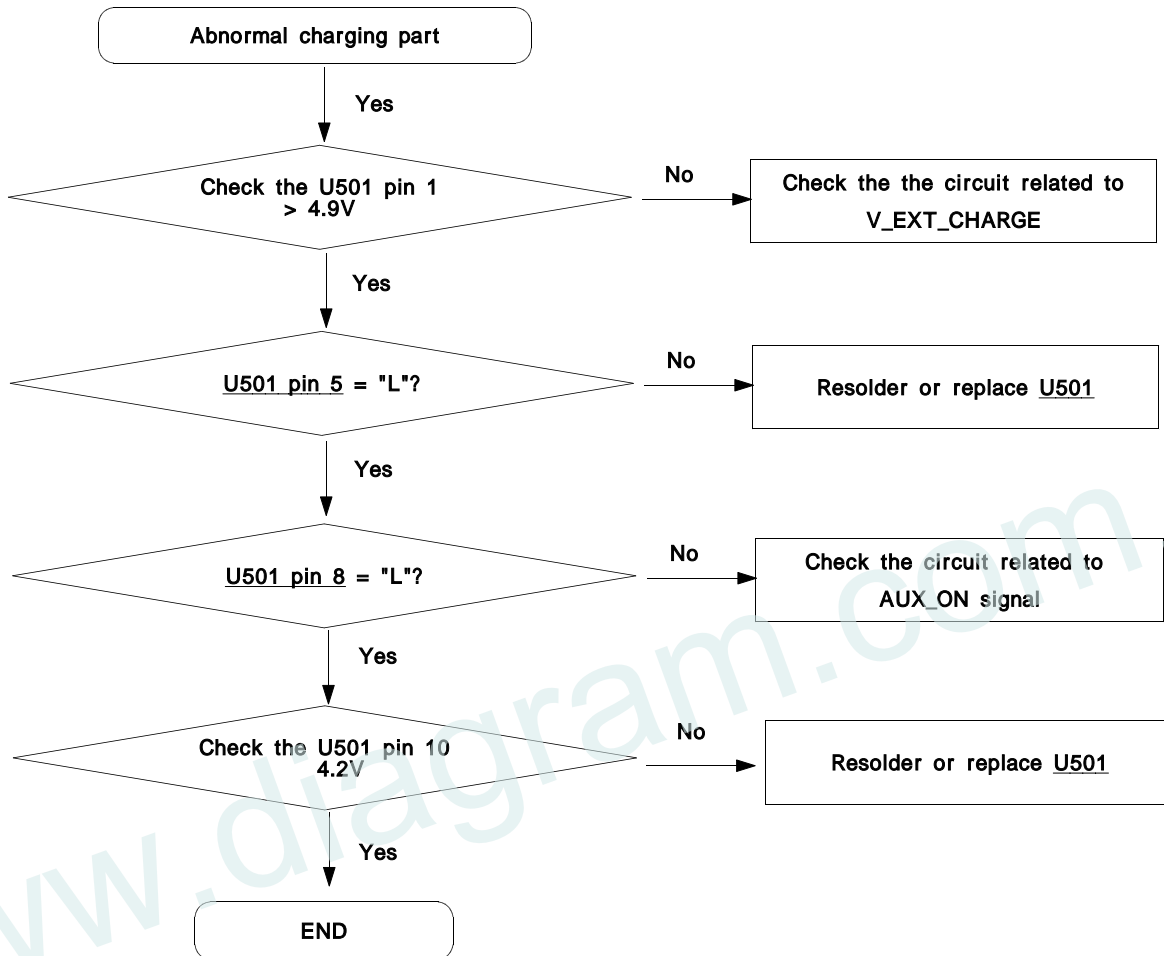 Abnormal charging part
Yes
Check the U501 pin 1
> 4.9V
No
Check the the circuit related to
V_EXT_CHARGE
Yes
U501 pin 5 = "L"?
No
Resolder or replace U501
Yes
U501 pin 8 = "L"?
No
Check the circuit related to
AUX_ON signal
Yes
Check the U501 pin 10
4.2V
No
Resolder or replace U501
Yes
END
vw.diagram.com